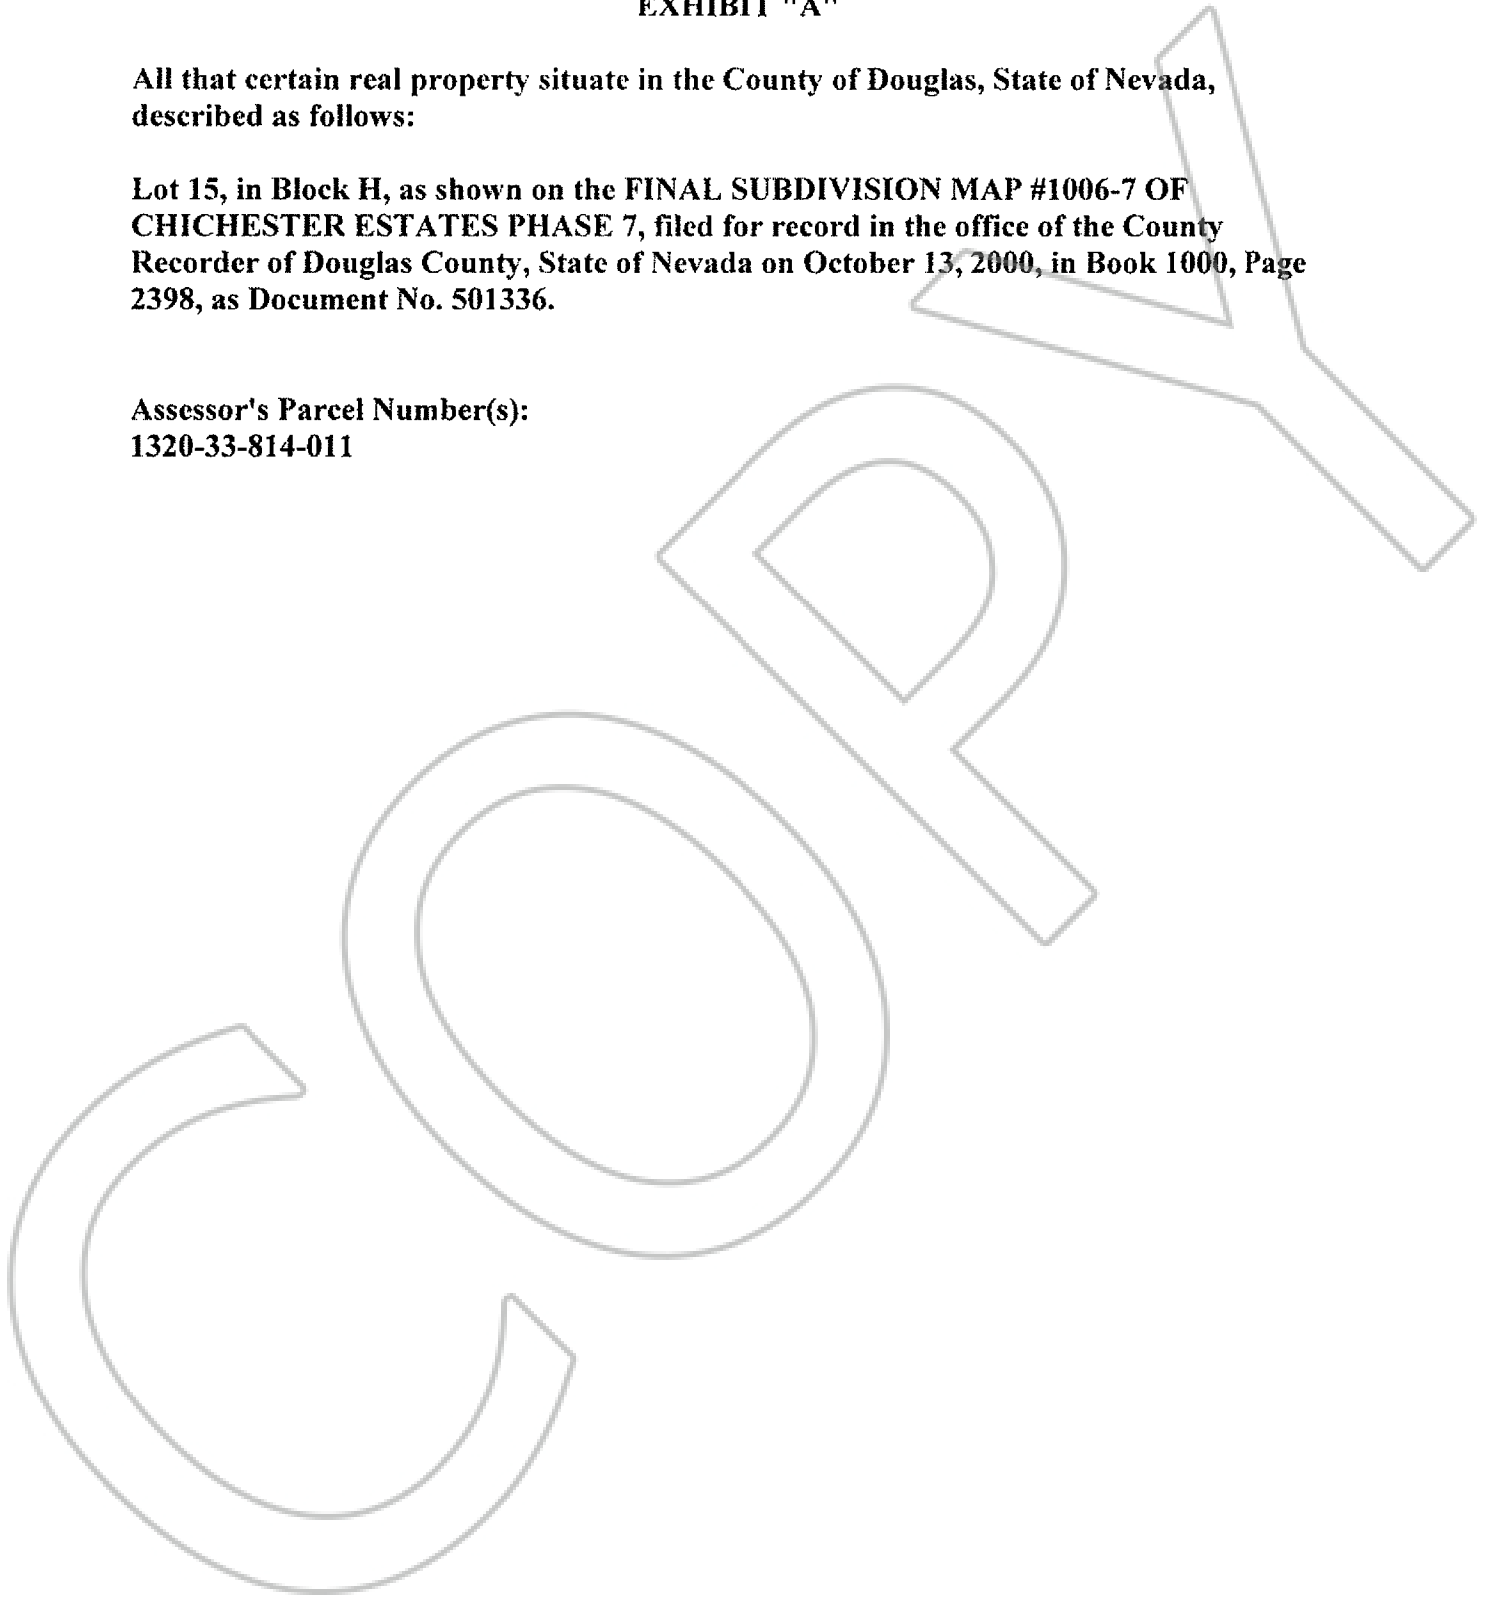 EXHIBIT "A"
All that certain real property situate in the County of Douglas, State of Nevada,
described as follows:
Lot 15, in Block H, as shown on the FINAL SUBDIVISION MAP #1006-7 OF
CHICHESTER ESTATES PHASE 7, filed for record in the office of the County
Recorder of Douglas County, State of Nevada on October 13, 2000, in Book 1000, Page
2398, as Document No. 501336.
Assessor's Parcel Number(s):
1320-33-814-011
COPY